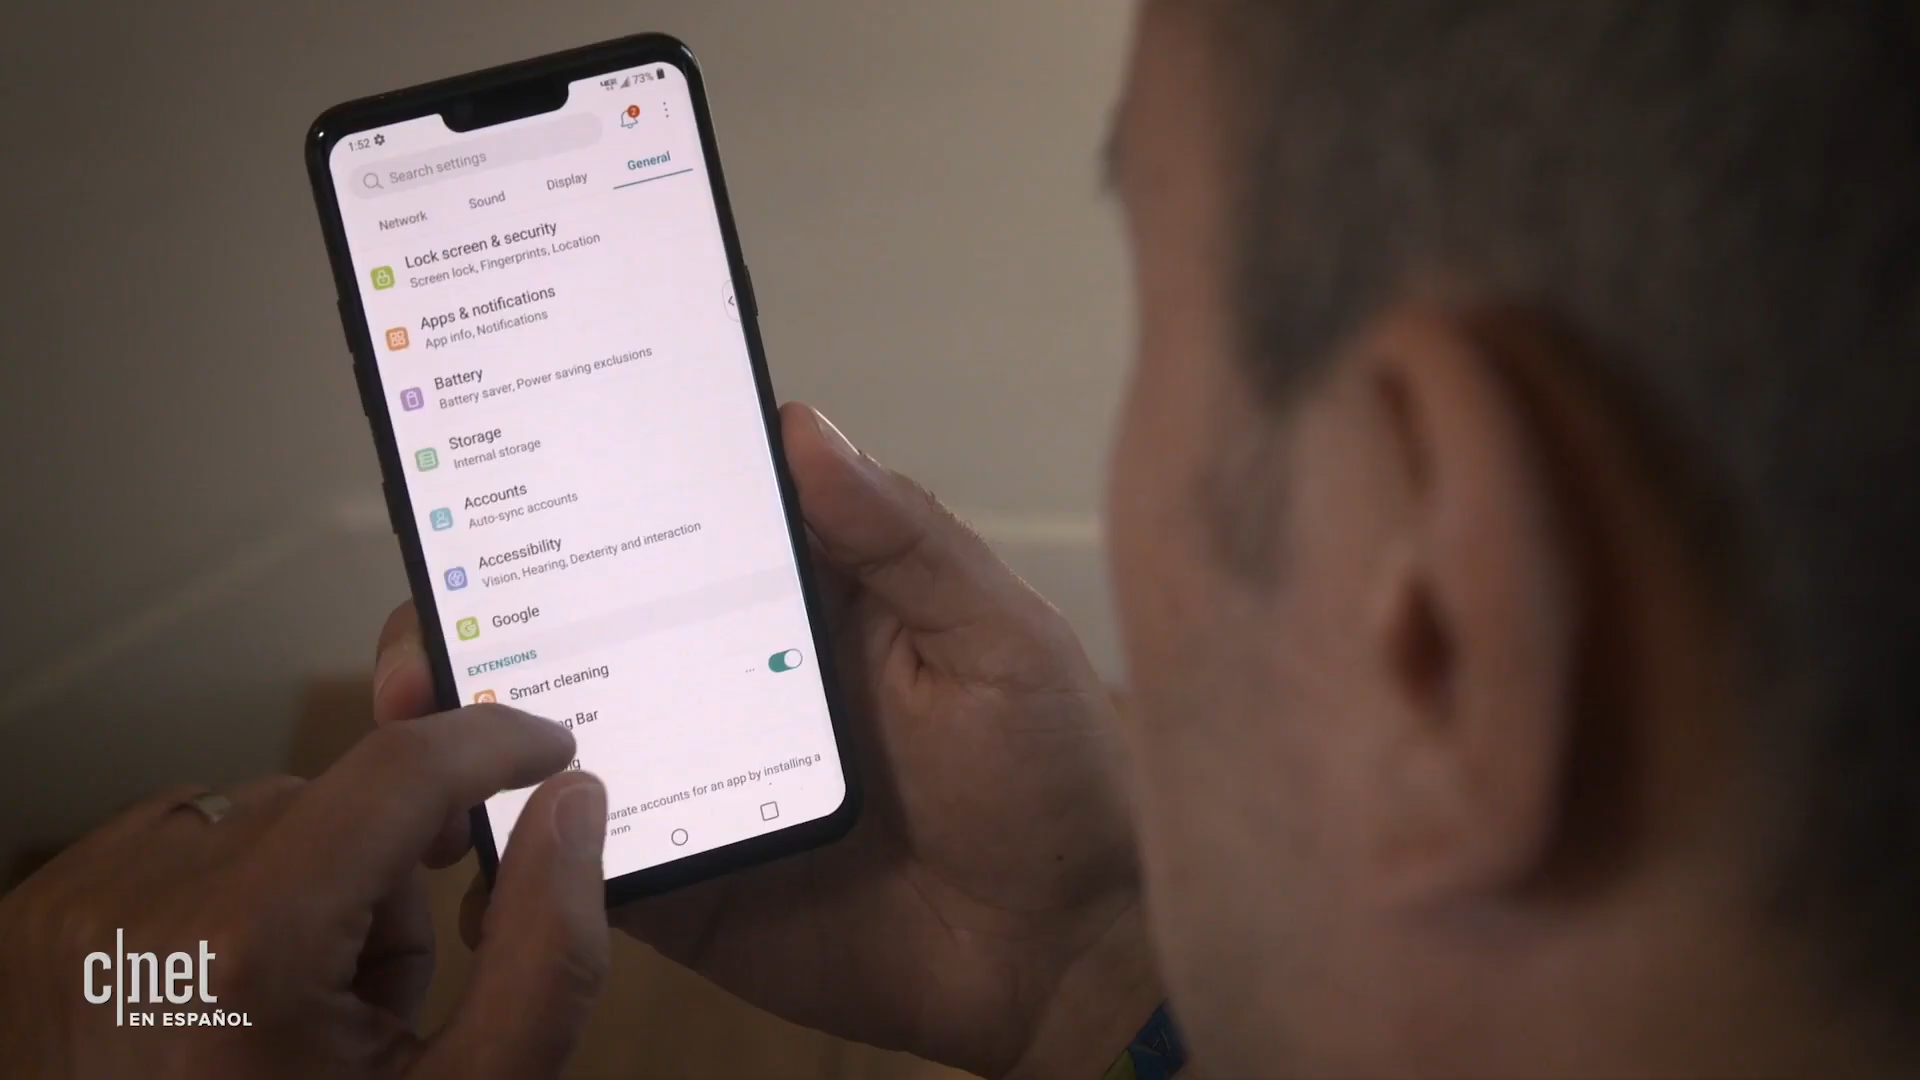 1:52
73%
2
Search settings
Network Sound Display General
Lock screen & security
Screen lock, Fingerprints, Location
Apps & notifications
App info, Notifications
Battery
Battery saver, Power saving exclusions
Storage
Internal storage
Accounts
Auto-sync accounts
Accessibility
Vision, Hearing, Dexterity and interaction
Google
EXTENSIONS
Smart cleaning
Bar
accounts for an app by installing a
c|net
EN ESPAÑOL